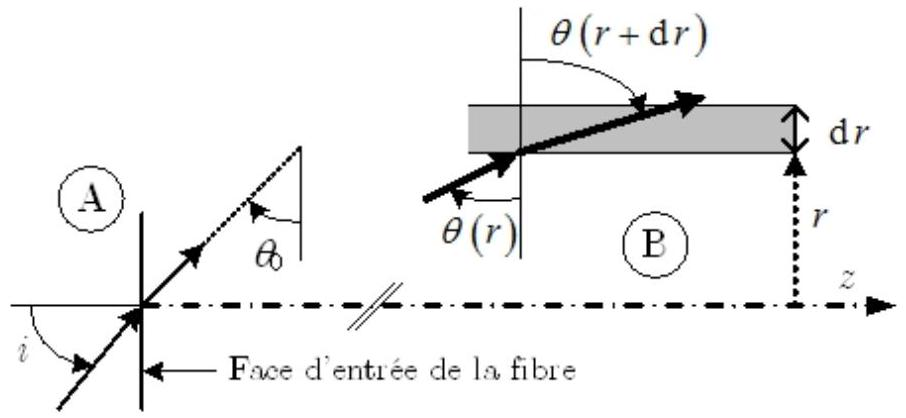 θ(r + dr)
dr
A
θ(r)
r
θ0
B
z
i
Face d'entrée de la fibre